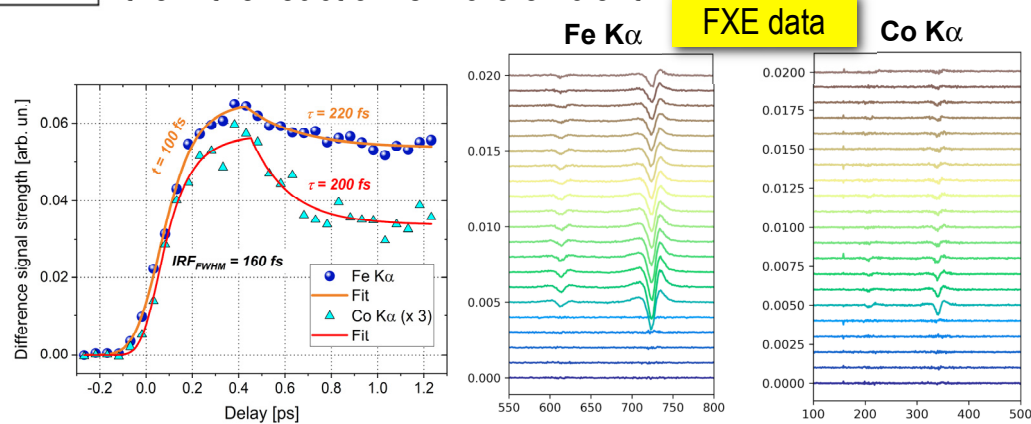 FXE data
Fe Kα
Co Kα
Difference signal strength [arb. un.]
0.06
0.04
0.02
0.00
t = 100 fs
τ = 220 fs
τ = 200 fs
IRF_FWHM = 160 fs
Fe Kα
Fit
Co Kα (x 3)
Fit
-0.2 0.0 0.2 0.4 0.6 0.8 1.0 1.2
Delay [ps]
0.020
0.015
0.010
0.005
0.000
550 600 650 700 750 800
0.0200
0.0175
0.0150
0.0125
0.0100
0.0075
0.0050
0.0025
0.0000
100 200 300 400 500